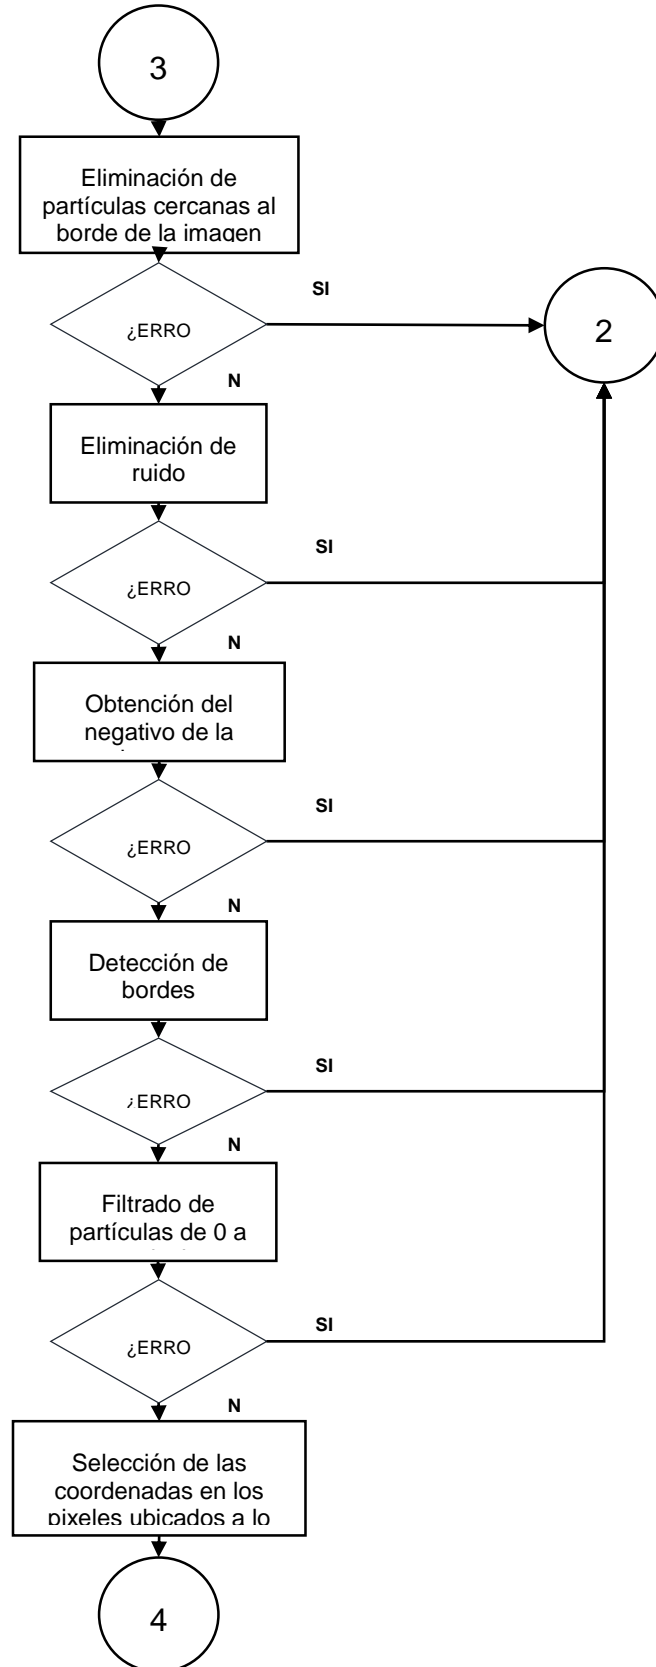 3
Eliminación de
partículas cercanas al
borde de la imagen
SI
¿ERRO
2
N
Eliminación de
ruido
SI
¿ERRO
N
Obtención del
negativo de la
SI
¿ERRO
N
Detección de
bordes
SI
¿ERRO
N
Filtrado de
partículas de 0 a
SI
¿ERRO
N
Selección de las
coordenadas en los
pixeles ubicados a lo
4